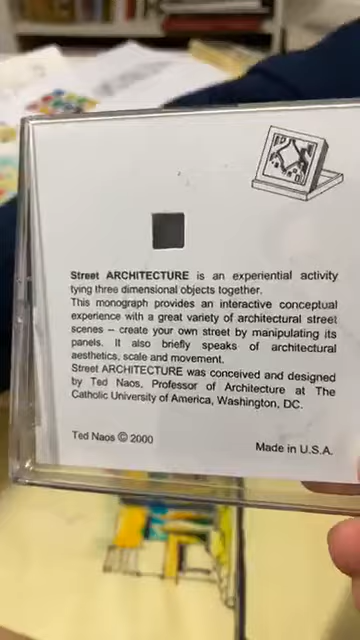 Street ARCHITECTURE is an experiential activity
tying three dimensional objects together.
This monograph provides an interactive conceptual
experience with a great variety of architectural street
scenes – create your own street by manipulating its
panels. It also briefly speaks of architectural
aesthetics, scale and movement.
Street ARCHITECTURE was conceived and designed
by Ted Naos, Professor of Architecture at The
Catholic University of America, Washington, DC.
Ted Naos © 2000
Made in U.S.A.